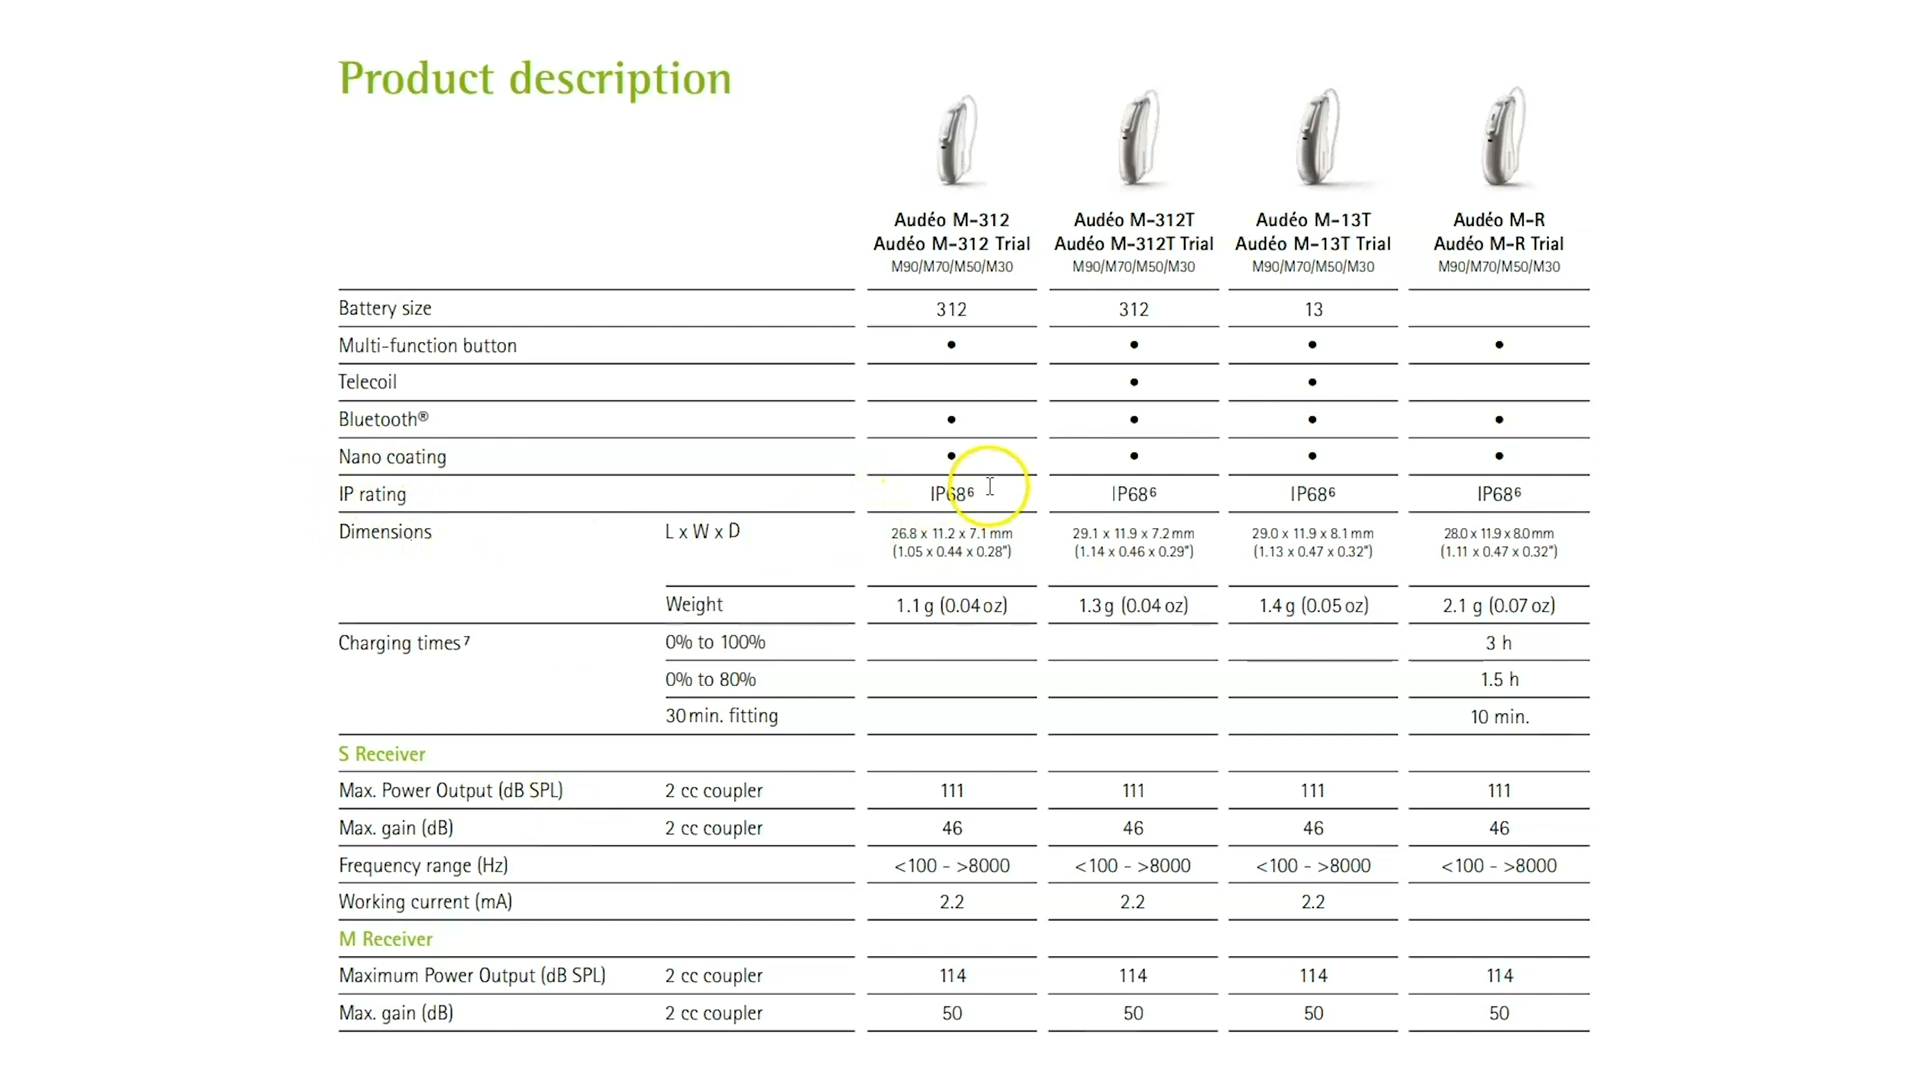 Product description
Audéo M-312 Audéo M-312T Audéo M-13T Audéo M-R
Audéo M-312 Trial Audéo M-312T Trial Audéo M-13T Trial Audéo M-R Trial
M90/M70/M50/M30 M90/M70/M50/M30 M90/M70/M50/M30 M90/M70/M50/M30
Battery size 312 312 13
Multi-function button • • • •
Telecoil • •
Bluetooth® • • • •
Nano coating • • • •
IP rating IP68⁶ IP68⁶ IP68⁶ IP68⁶
Dimensions L x W x D 26.8 x 11.2 x 7.1 mm 29.1 x 11.9 x 7.2 mm 29.0 x 11.9 x 8.1 mm 28.0 x 11.9 x 8.0 mm
(1.05 x 0.44 x 0.28") (1.14 x 0.46 x 0.29") (1.13 x 0.47 x 0.32") (1.11 x 0.47 x 0.32")
Weight 1.1 g (0.04 oz) 1.3 g (0.04 oz) 1.4 g (0.05 oz) 2.1 g (0.07 oz)
Charging times⁷ 0% to 100% 3 h
0% to 80% 1.5 h
30 min. fitting 10 min.
S Receiver
Max. Power Output (dB SPL) 2 cc coupler 111 111 111 111
Max. gain (dB) 2 cc coupler 46 46 46 46
Frequency range (Hz) <100 - >8000 <100 - >8000 <100 - >8000 <100 - >8000
Working current (mA) 2.2 2.2 2.2
M Receiver
Maximum Power Output (dB SPL) 2 cc coupler 114 114 114 114
Max. gain (dB) 2 cc coupler 50 50 50 50